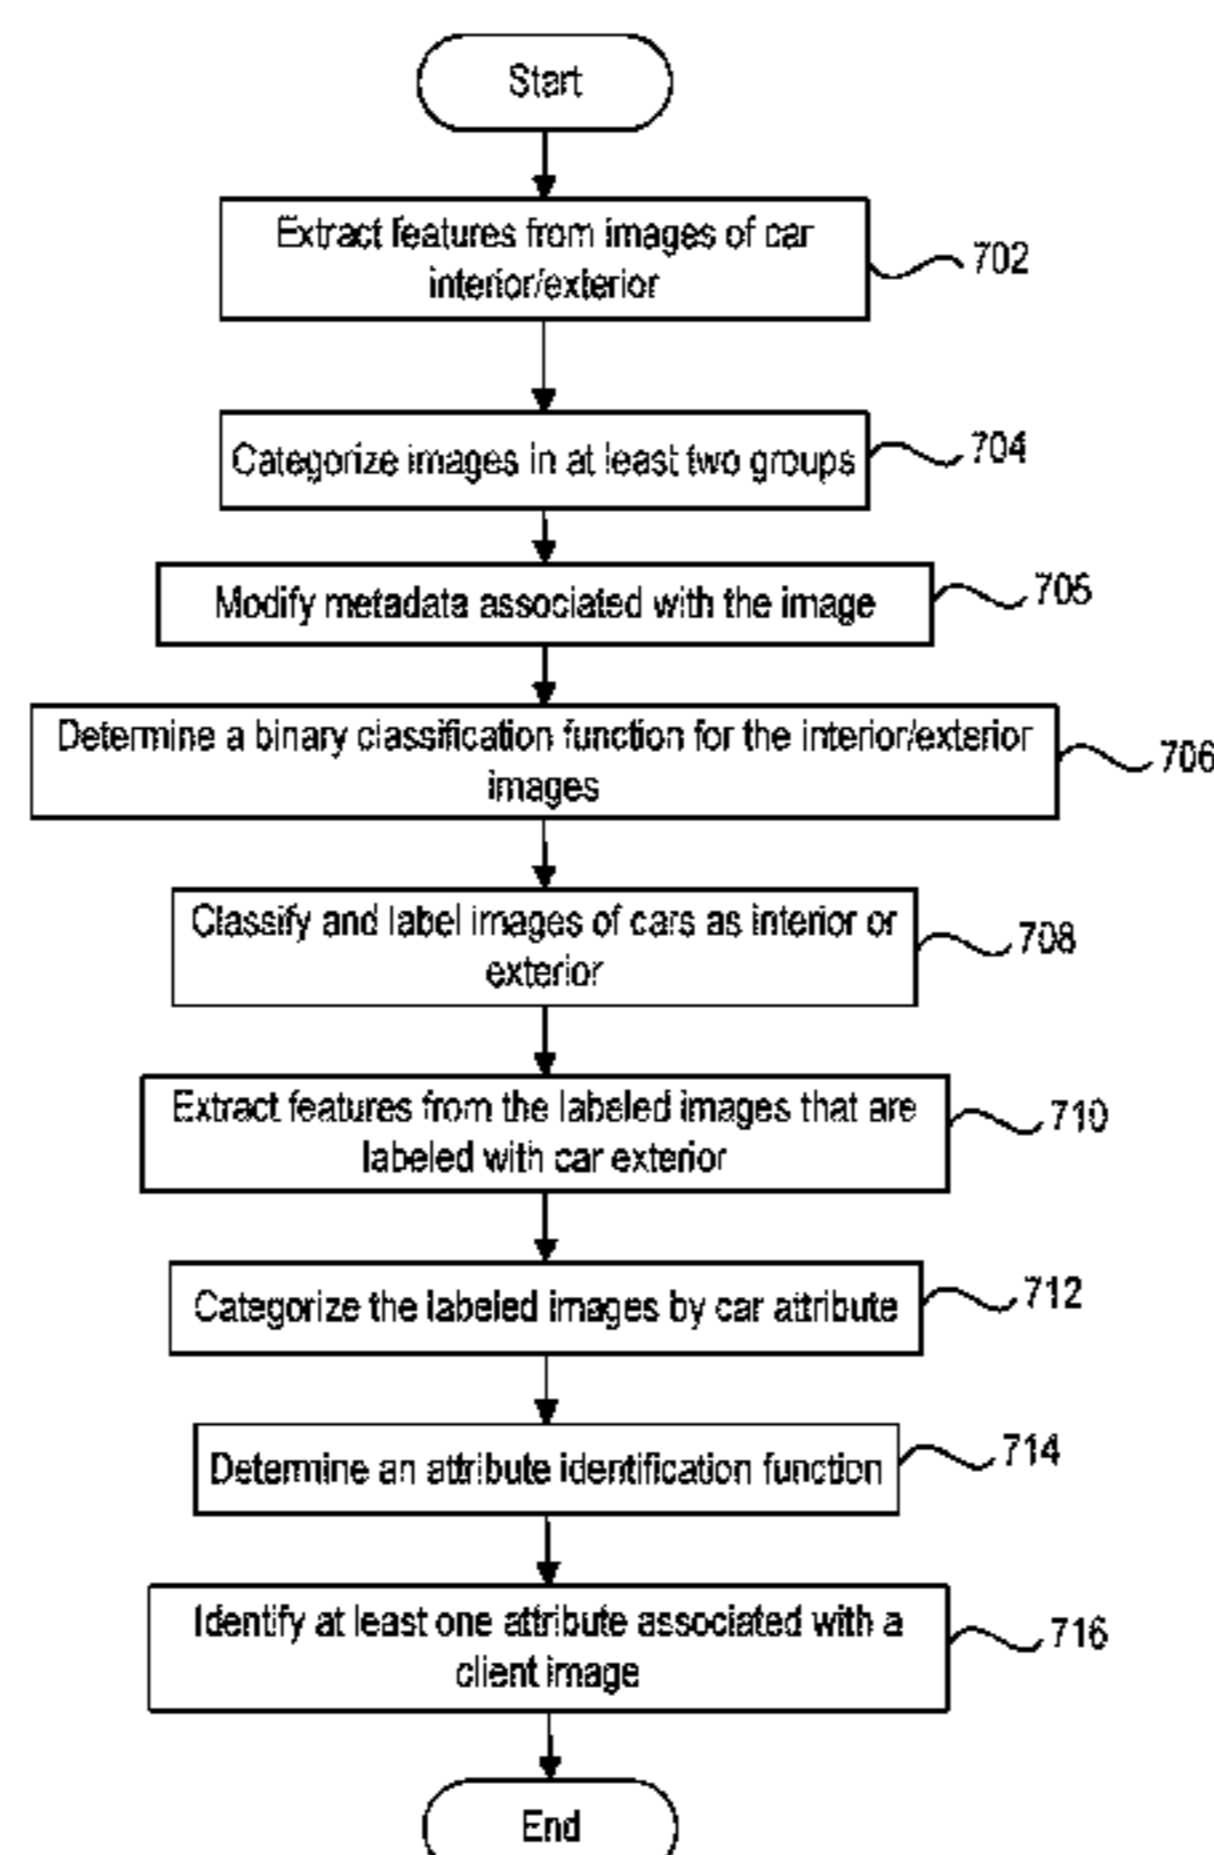 Start
Extract features from images of car
interior/exterior
702
Categorize images in at least two groups
704
Modify metadata associated with the image
705
Determine a binary classification function for the interior/exterior
images
706
Classify and label images of cars as interior or
exterior
708
Extract features from the labeled images that are
labeled with car exterior
710
Categorize the labeled images by car attribute
712
Determine an attribute identification function
714
Identify at least one attribute associated with a
client image
716
End